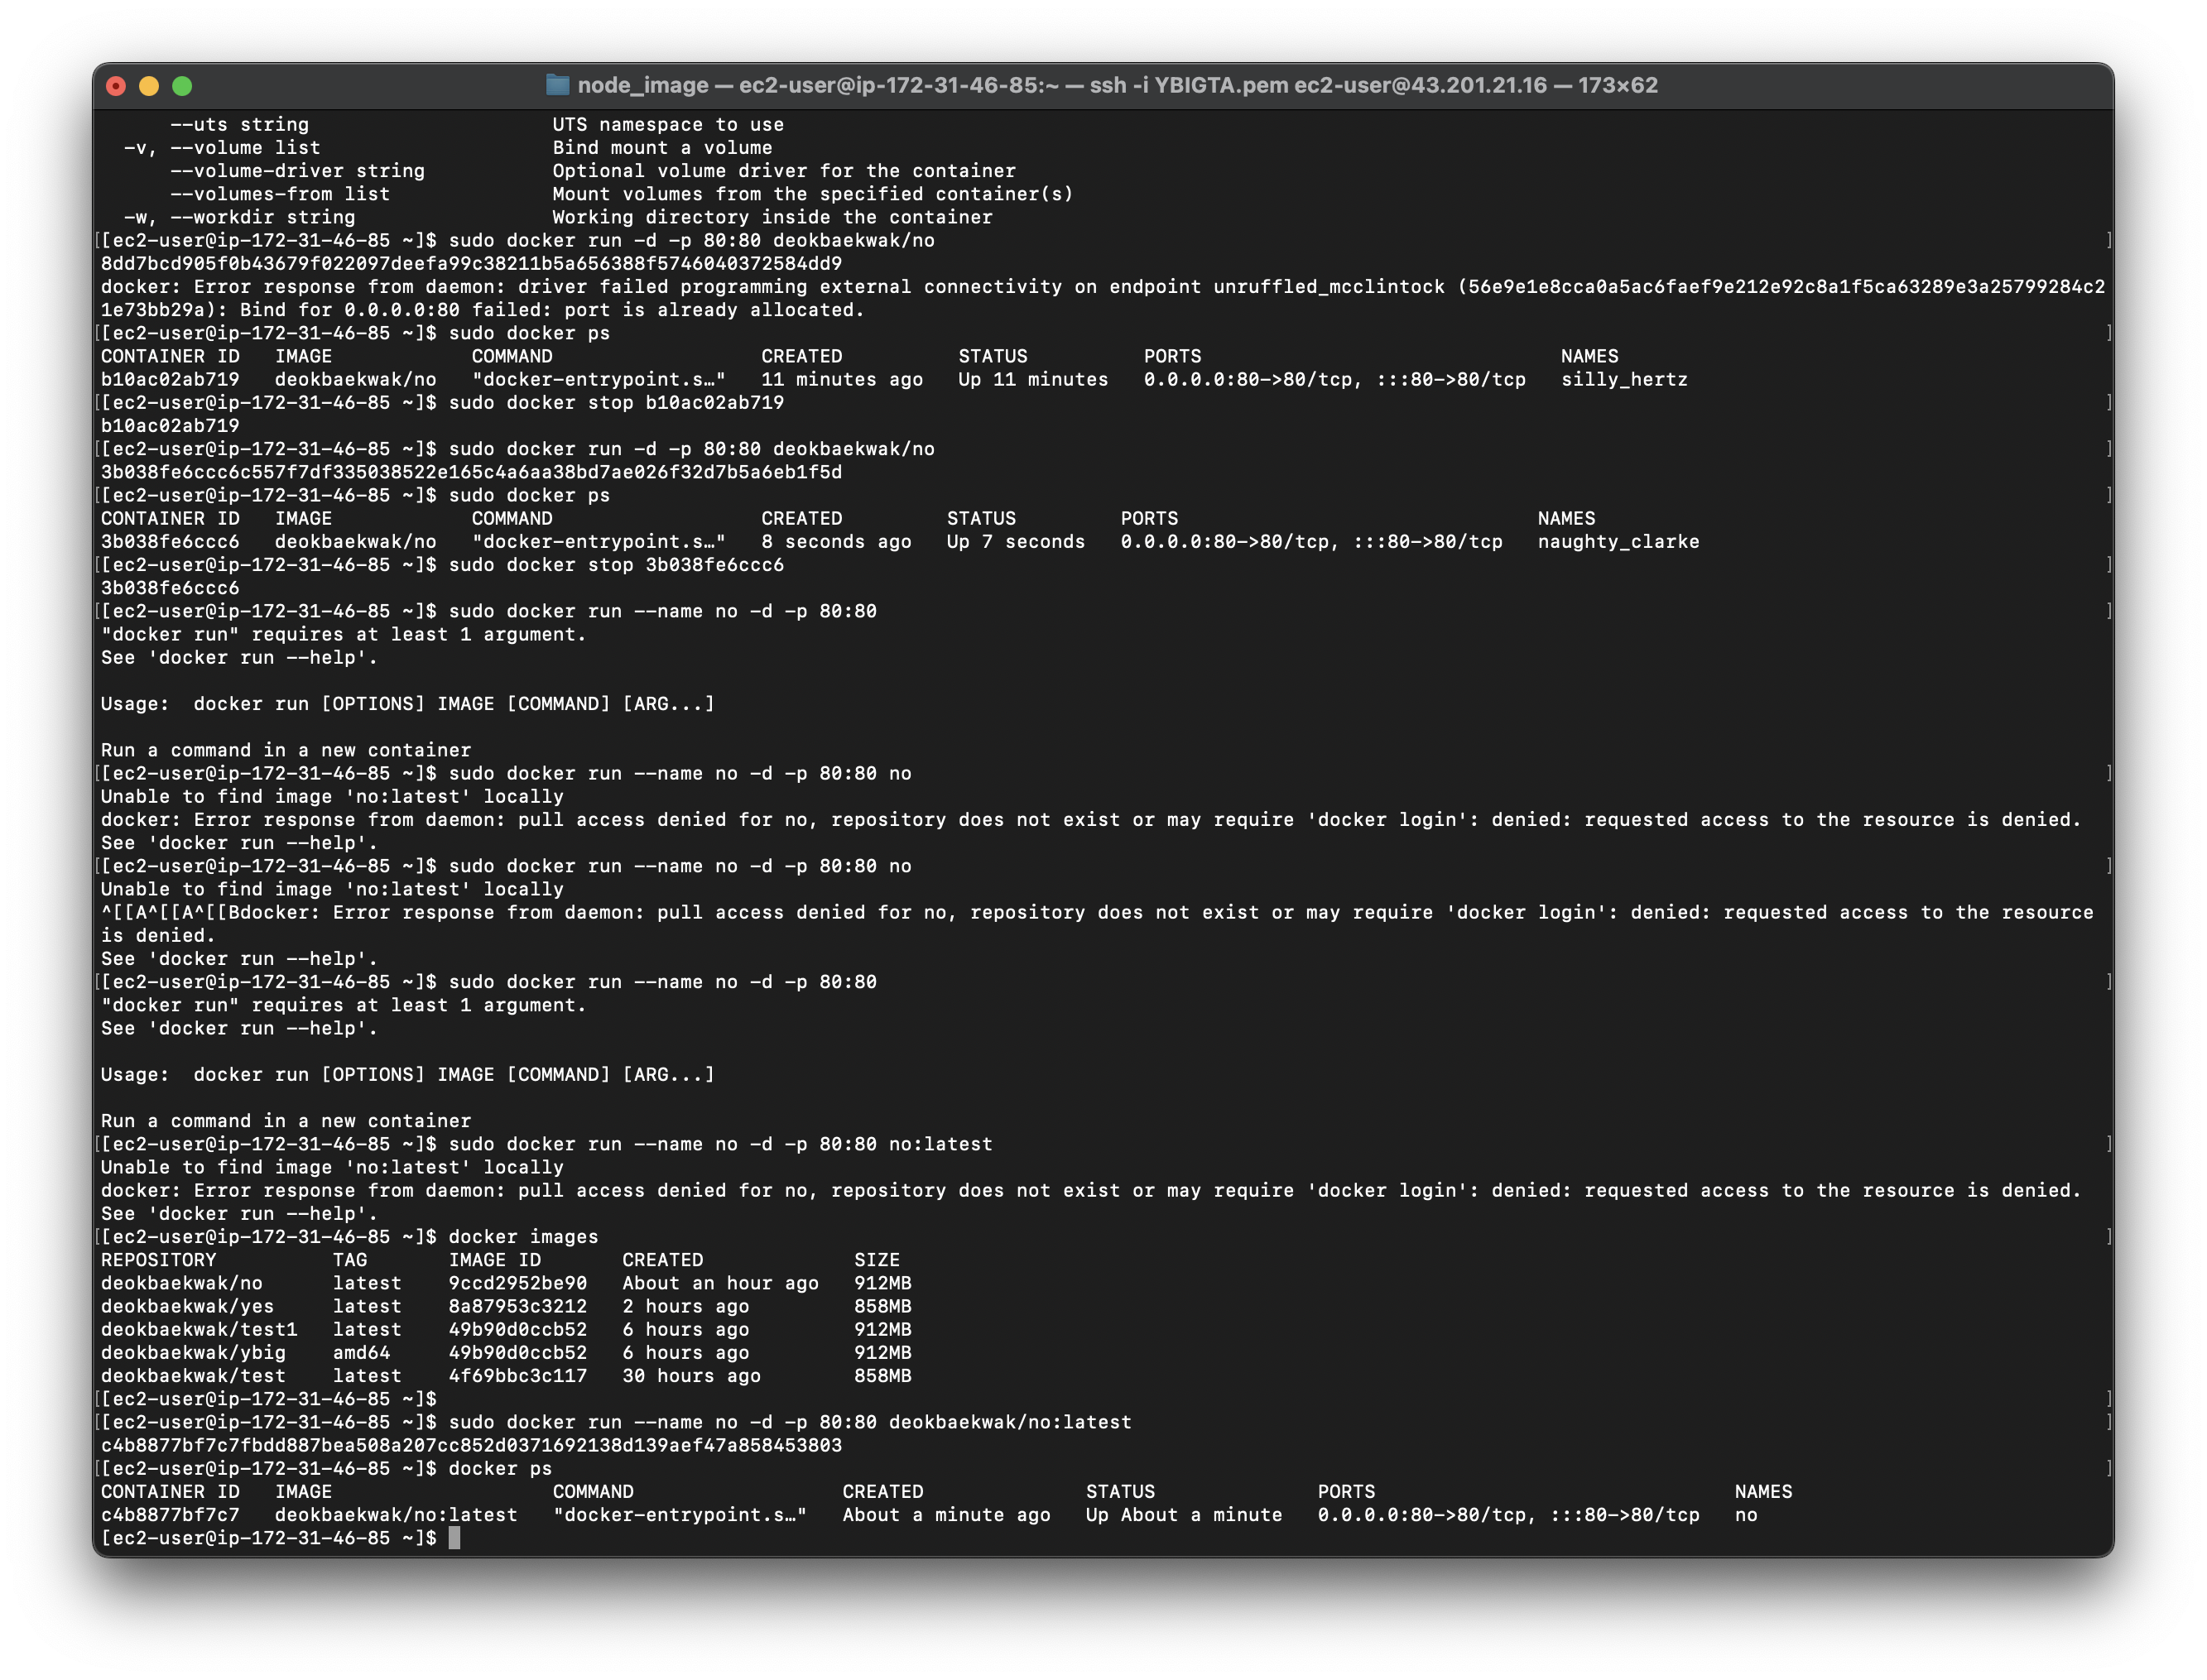 node_image — ec2-user@ip-172-31-46-85:~ — ssh -i YBIGTA.pem ec2-user@43.201.21.16 — 173×62
      --uts string                     UTS namespace to use
  -v, --volume list                    Bind mount a volume
      --volume-driver string           Optional volume driver for the container
      --volumes-from list              Mount volumes from the specified container(s)
  -w, --workdir string                 Working directory inside the container
[[ec2-user@ip-172-31-46-85 ~]$ sudo docker run -d -p 80:80 deokbaekwak/no ]
8dd7bcd905f0b43679f022097deefa99c38211b5a656388f5746040372584dd9
docker: Error response from daemon: driver failed programming external connectivity on endpoint unruffled_mcclintock (56e9e1e8cca0a5ac6faef9e212e92c8a1f5ca63289e3a25799284c2
1e73bb29a): Bind for 0.0.0.0:80 failed: port is already allocated.
[[ec2-user@ip-172-31-46-85 ~]$ sudo docker ps ]
CONTAINER ID   IMAGE            COMMAND                  CREATED          STATUS          PORTS                               NAMES
b10ac02ab719   deokbaekwak/no   "docker-entrypoint.s…"   11 minutes ago   Up 11 minutes   0.0.0.0:80->80/tcp, :::80->80/tcp   silly_hertz
[[ec2-user@ip-172-31-46-85 ~]$ sudo docker stop b10ac02ab719 ]
b10ac02ab719
[[ec2-user@ip-172-31-46-85 ~]$ sudo docker run -d -p 80:80 deokbaekwak/no ]
3b038fe6ccc6c557f7df335038522e165c4a6aa38bd7ae026f32d7b5a6eb1f5d
[[ec2-user@ip-172-31-46-85 ~]$ sudo docker ps ]
CONTAINER ID   IMAGE            COMMAND                  CREATED         STATUS         PORTS                               NAMES
3b038fe6ccc6   deokbaekwak/no   "docker-entrypoint.s…"   8 seconds ago   Up 7 seconds   0.0.0.0:80->80/tcp, :::80->80/tcp   naughty_clarke
[[ec2-user@ip-172-31-46-85 ~]$ sudo docker stop 3b038fe6ccc6 ]
3b038fe6ccc6
[[ec2-user@ip-172-31-46-85 ~]$ sudo docker run --name no -d -p 80:80 ]
"docker run" requires at least 1 argument.
See 'docker run --help'.
Usage:  docker run [OPTIONS] IMAGE [COMMAND] [ARG...]
Run a command in a new container
[[ec2-user@ip-172-31-46-85 ~]$ sudo docker run --name no -d -p 80:80 no ]
Unable to find image 'no:latest' locally
docker: Error response from daemon: pull access denied for no, repository does not exist or may require 'docker login': denied: requested access to the resource is denied.
See 'docker run --help'.
[[ec2-user@ip-172-31-46-85 ~]$ sudo docker run --name no -d -p 80:80 no ]
Unable to find image 'no:latest' locally
^[[A^[[A^[[Bdocker: Error response from daemon: pull access denied for no, repository does not exist or may require 'docker login': denied: requested access to the resource
is denied.
See 'docker run --help'.
[[ec2-user@ip-172-31-46-85 ~]$ sudo docker run --name no -d -p 80:80 ]
"docker run" requires at least 1 argument.
See 'docker run --help'.
Usage:  docker run [OPTIONS] IMAGE [COMMAND] [ARG...]
Run a command in a new container
[[ec2-user@ip-172-31-46-85 ~]$ sudo docker run --name no -d -p 80:80 no:latest ]
Unable to find image 'no:latest' locally
docker: Error response from daemon: pull access denied for no, repository does not exist or may require 'docker login': denied: requested access to the resource is denied.
See 'docker run --help'.
[[ec2-user@ip-172-31-46-85 ~]$ docker images ]
REPOSITORY          TAG       IMAGE ID       CREATED             SIZE
deokbaekwak/no      latest    9ccd2952be90   About an hour ago   912MB
deokbaekwak/yes     latest    8a87953c3212   2 hours ago         858MB
deokbaekwak/test1   latest    49b90d0ccb52   6 hours ago         912MB
deokbaekwak/ybig    amd64     49b90d0ccb52   6 hours ago         912MB
deokbaekwak/test    latest    4f69bbc3c117   30 hours ago        858MB
[[ec2-user@ip-172-31-46-85 ~]$ ]
[[ec2-user@ip-172-31-46-85 ~]$ sudo docker run --name no -d -p 80:80 deokbaekwak/no:latest ]
c4b8877bf7c7fbdd887bea508a207cc852d0371692138d139aef47a858453803
[[ec2-user@ip-172-31-46-85 ~]$ docker ps ]
CONTAINER ID   IMAGE                   COMMAND                  CREATED              STATUS              PORTS                               NAMES
c4b8877bf7c7   deokbaekwak/no:latest   "docker-entrypoint.s…"   About a minute ago   Up About a minute   0.0.0.0:80->80/tcp, :::80->80/tcp   no
[ec2-user@ip-172-31-46-85 ~]$